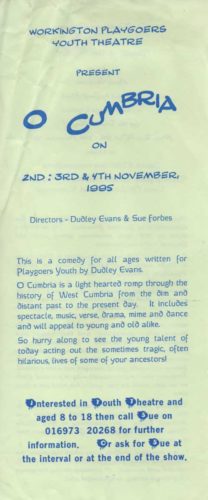 WORKINGTON PLAYGOERS
YOUTH THEATRE
PRESENT
O CUMBRIA
ON
2ND : 3RD & 4TH NOVEMBER,
1995
Directors - Dudley Evans & Sue Forbes
This is a comedy for all ages written for
Playgoers Youth by Dudley Evans.
O Cumbria is a light hearted romp through the
history of West Cumbria from the dim and
distant past to the present day. It includes
spectacle, music, verse, drama, mime and dance
and will appeal to young and old alike.
So hurry along to see the young talent of
today acting out the sometimes tragic, often
hilarious, lives of some of your ancestors!
Interested in Youth Theatre and
aged 8 to 18 then call Sue on
016973 20268 for further
information. Or ask for Sue at
the interval or at the end of the show.